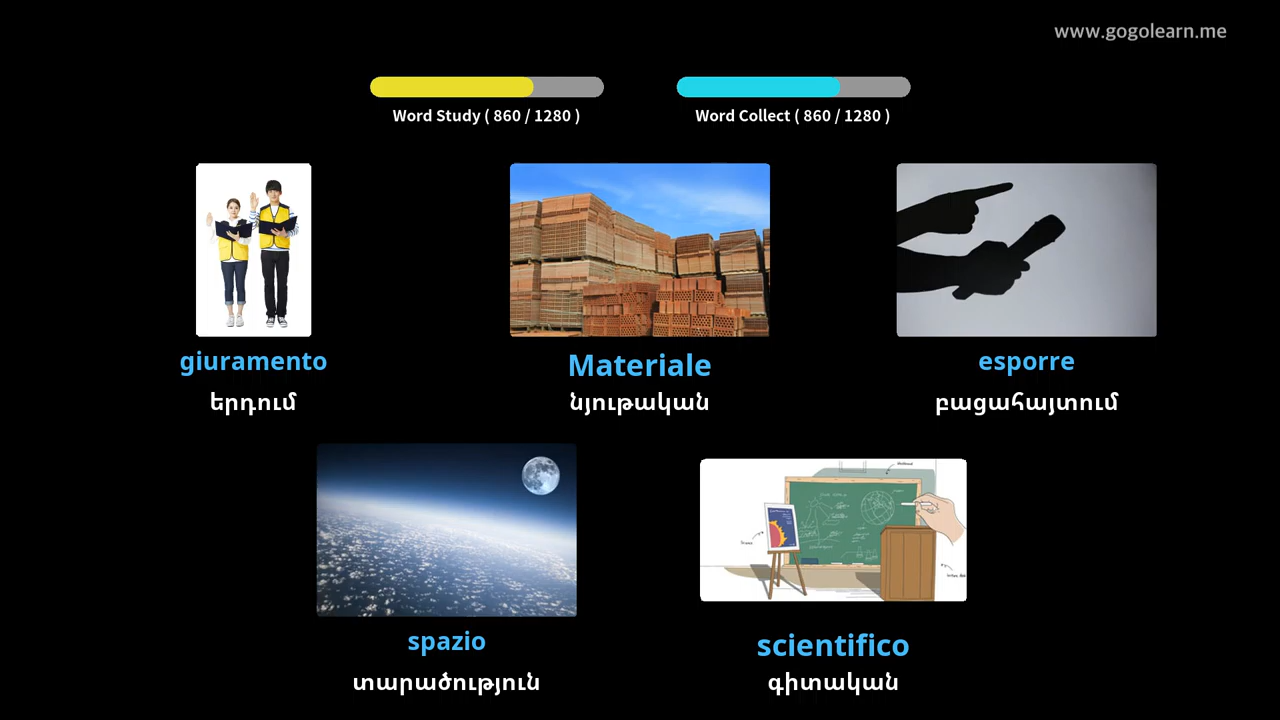 www.gogolearn.me
Word Study ( 860 / 1280 )
Word Collect ( 860 / 1280 )
giuramento
երդում
Materiale
նյութական
esporre
բացահայտում
spazio
տարածություն
scientifico
գիտական